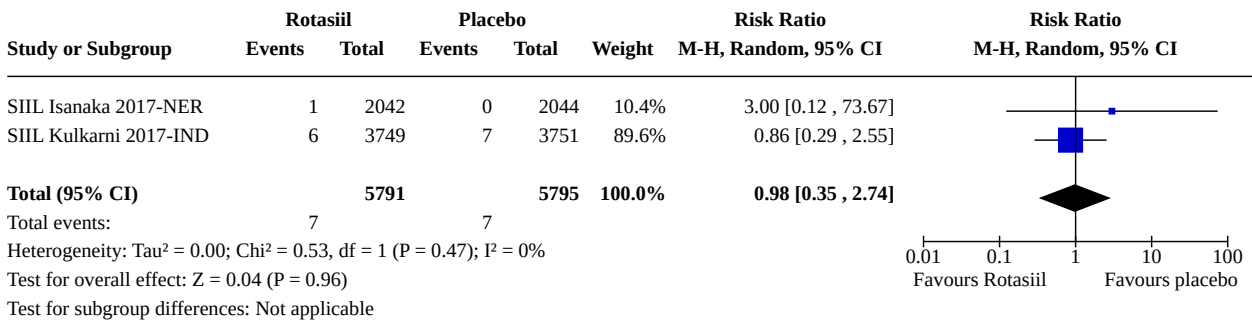 Rotasiil Placebo Risk Ratio Risk Ratio
Study or Subgroup Events Total Events Total Weight M-H, Random, 95% CI M-H, Random, 95% CI
SIIL Isanaka 2017-NER 1 2042 0 2044 10.4% 3.00 [0.12 , 73.67]
SIIL Kulkarni 2017-IND 6 3749 7 3751 89.6% 0.86 [0.29 , 2.55]
Total (95% CI) 5791 5795 100.0% 0.98 [0.35 , 2.74]
Total events: 7 7
Heterogeneity: Tau² = 0.00; Chi² = 0.53, df = 1 (P = 0.47); I² = 0%
Test for overall effect: Z = 0.04 (P = 0.96)
Test for subgroup differences: Not applicable
0.01 0.1 1 10 100
Favours Rotasiil Favours placebo